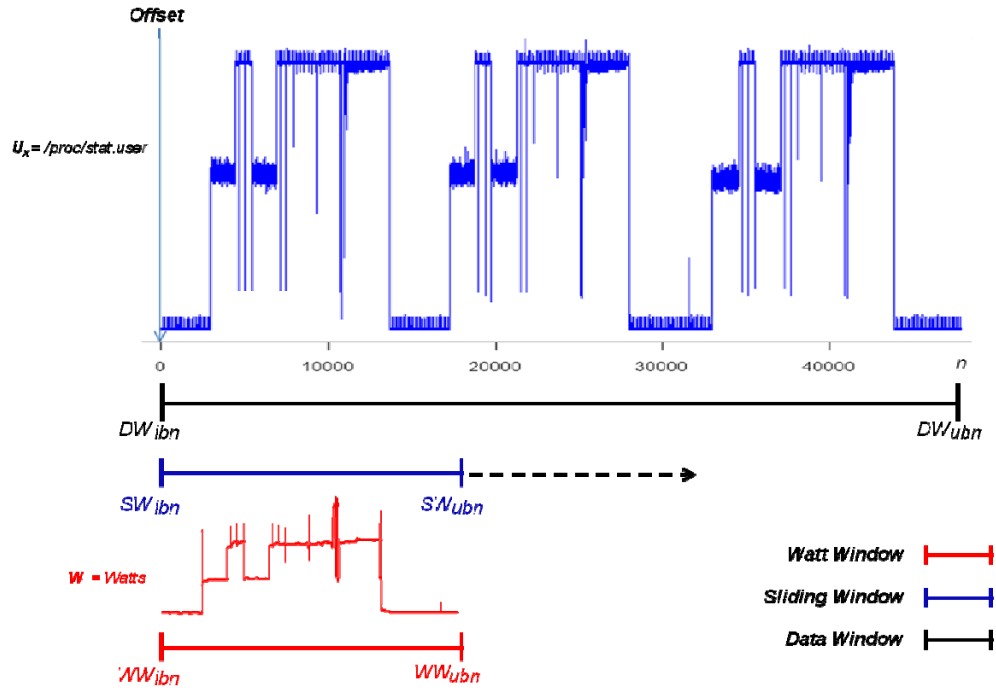 Offset
Ux = /proc/stat.user
0 10000 20000 30000 40000 n
DWibn DWubn
SWibn SWubn
W = Watts
Watt Window
Sliding Window
Data Window
WWibn WWubn